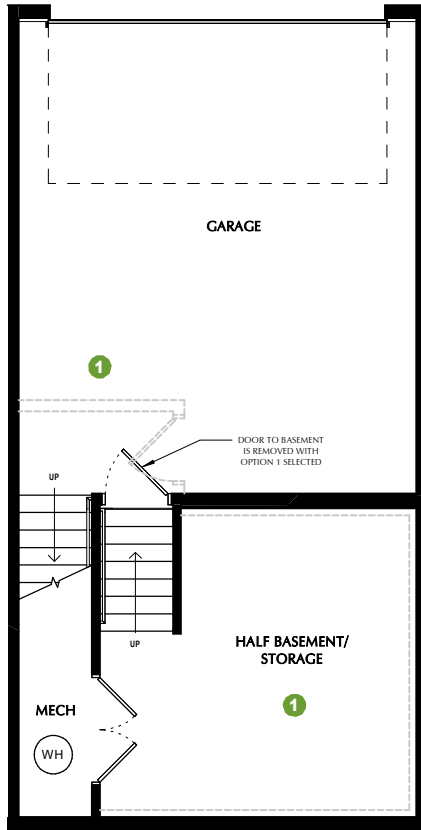 GARAGE
1
DOOR TO BASEMENT
IS REMOVED WITH
OPTION 1 SELECTED
UP
UP
HALF BASEMENT/
STORAGE
1
MECH
WH